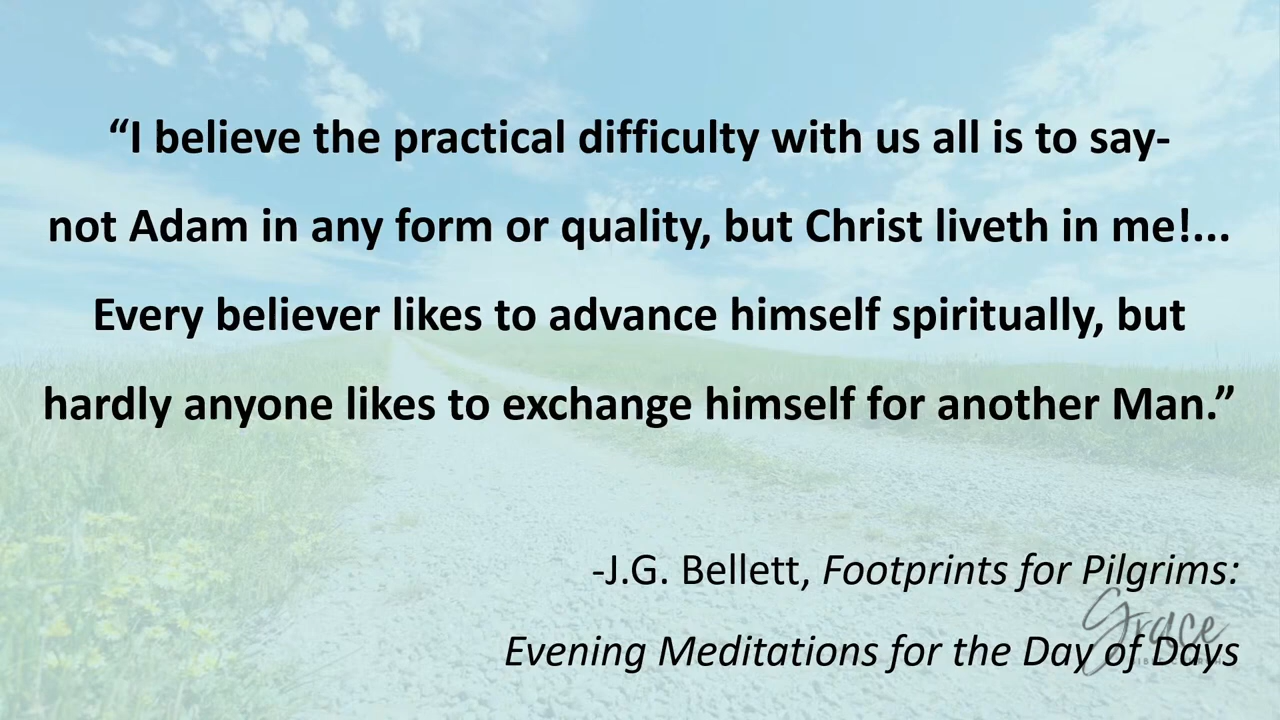 “I believe the practical difficulty with us all is to say-
not Adam in any form or quality, but Christ liveth in me!...
Every believer likes to advance himself spiritually, but
hardly anyone likes to exchange himself for another Man.”
-J.G. Bellett, Footprints for Pilgrims:
Evening Meditations for the Day of Days
Grace